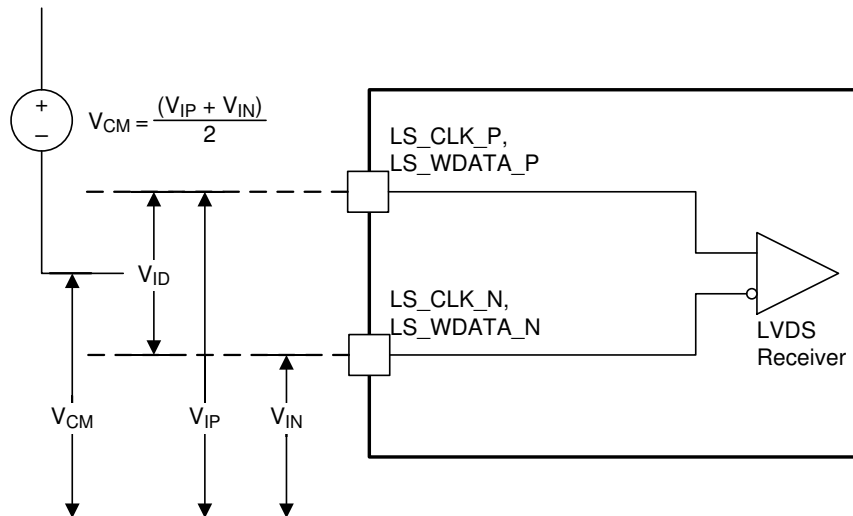 +
–
V_CM = (V_IP + V_IN)
2
LS_CLK_P,
LS_WDATA_P
V_ID
LS_CLK_N,
LS_WDATA_N
LVDS
Receiver
V_CM
V_IP
V_IN